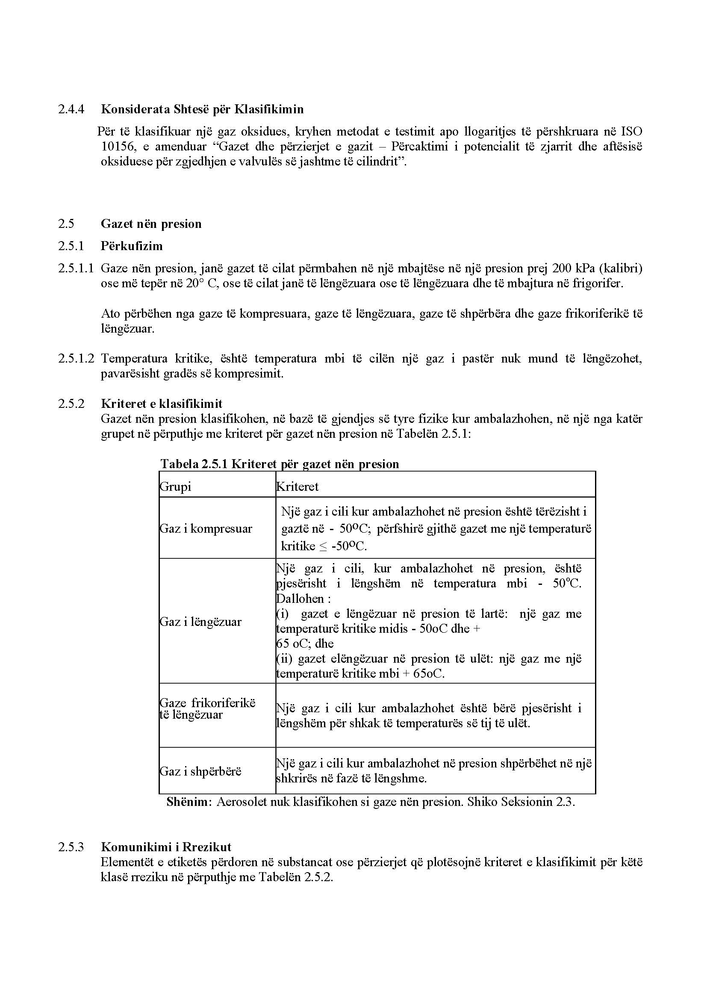 2.4.4 Konsiderata Shtesë për Klasifikimin
Për të klasifikuar një gaz oksidues, kryhen metodat e testimit apo llogaritjes të përshkruara në ISO
10156, e amenduar “Gazet dhe përzierjet e gazit – Përcaktimi i potencialit të zjarrit dhe aftësisë
oksiduese për zgjedhjen e valvulës së jashtme të cilindrit”.
2.5 Gazet nën presion
2.5.1 Përkufizim
2.5.1.1 Gaze nën presion, janë gazet të cilat përmbahen në një mbajtëse në një presion prej 200 kPa (kalibri)
ose më tepër në 20° C, ose të cilat janë të lëngëzuara ose të lëngëzuara dhe të mbajtura në frigorifer.
Ato përbëhen nga gaze të kompresuara, gaze të lëngëzuara, gaze të shpërbëra dhe gaze frikoriferikë të
lëngëzuar.
2.5.1.2 Temperatura kritike, është temperatura mbi të cilën një gaz i pastër nuk mund të lëngëzohet,
pavarësisht gradës së kompresimit.
2.5.2 Kriteret e klasifikimit
Gazet nën presion klasifikohen, në bazë të gjendjes së tyre fizike kur ambalazhohen, në një nga katër
grupet në përputhje me kriteret për gazet nën presion në Tabelën 2.5.1:
Tabela 2.5.1 Kriteret për gazet nën presion
Grupi Kriteret
Gaz i kompresuar
Një gaz i cili kur ambalazhohet në presion është tërëzisht i
gaztë në - 50ºC; përfshirë gjithë gazet me një temperaturë
kritike ≤ -50ºC.
Gaz i lëngëzuar
Një gaz i cili, kur ambalazhohet në presion, është
pjesërisht i lëngshëm në temperatura mbi - 50ºC.
Dallohen :
(i) gazet e lëngëzuar në presion të lartë: një gaz me
temperaturë kritike midis - 50oC dhe +
65 oC; dhe
(ii) gazet elëngëzuar në presion të ulët: një gaz me një
temperaturë kritike mbi + 65oC.
Gaze frikoriferikë
të lëngëzuar
Një gaz i cili kur ambalazhohet është bërë pjesërisht i
lëngshëm për shkak të temperaturës së tij të ulët.
Gaz i shpërbërë
Një gaz i cili kur ambalazhohet në presion shpërbëhet në një
shkrirës në fazë të lëngshme.
Shënim: Aerosolet nuk klasifikohen si gaze nën presion. Shiko Seksionin 2.3.
2.5.3 Komunikimi i Rrezikut
Elementët e etiketës përdoren në substancat ose përzierjet që plotësojnë kriteret e klasifikimit për këtë
klasë rreziku në përputhje me Tabelën 2.5.2.